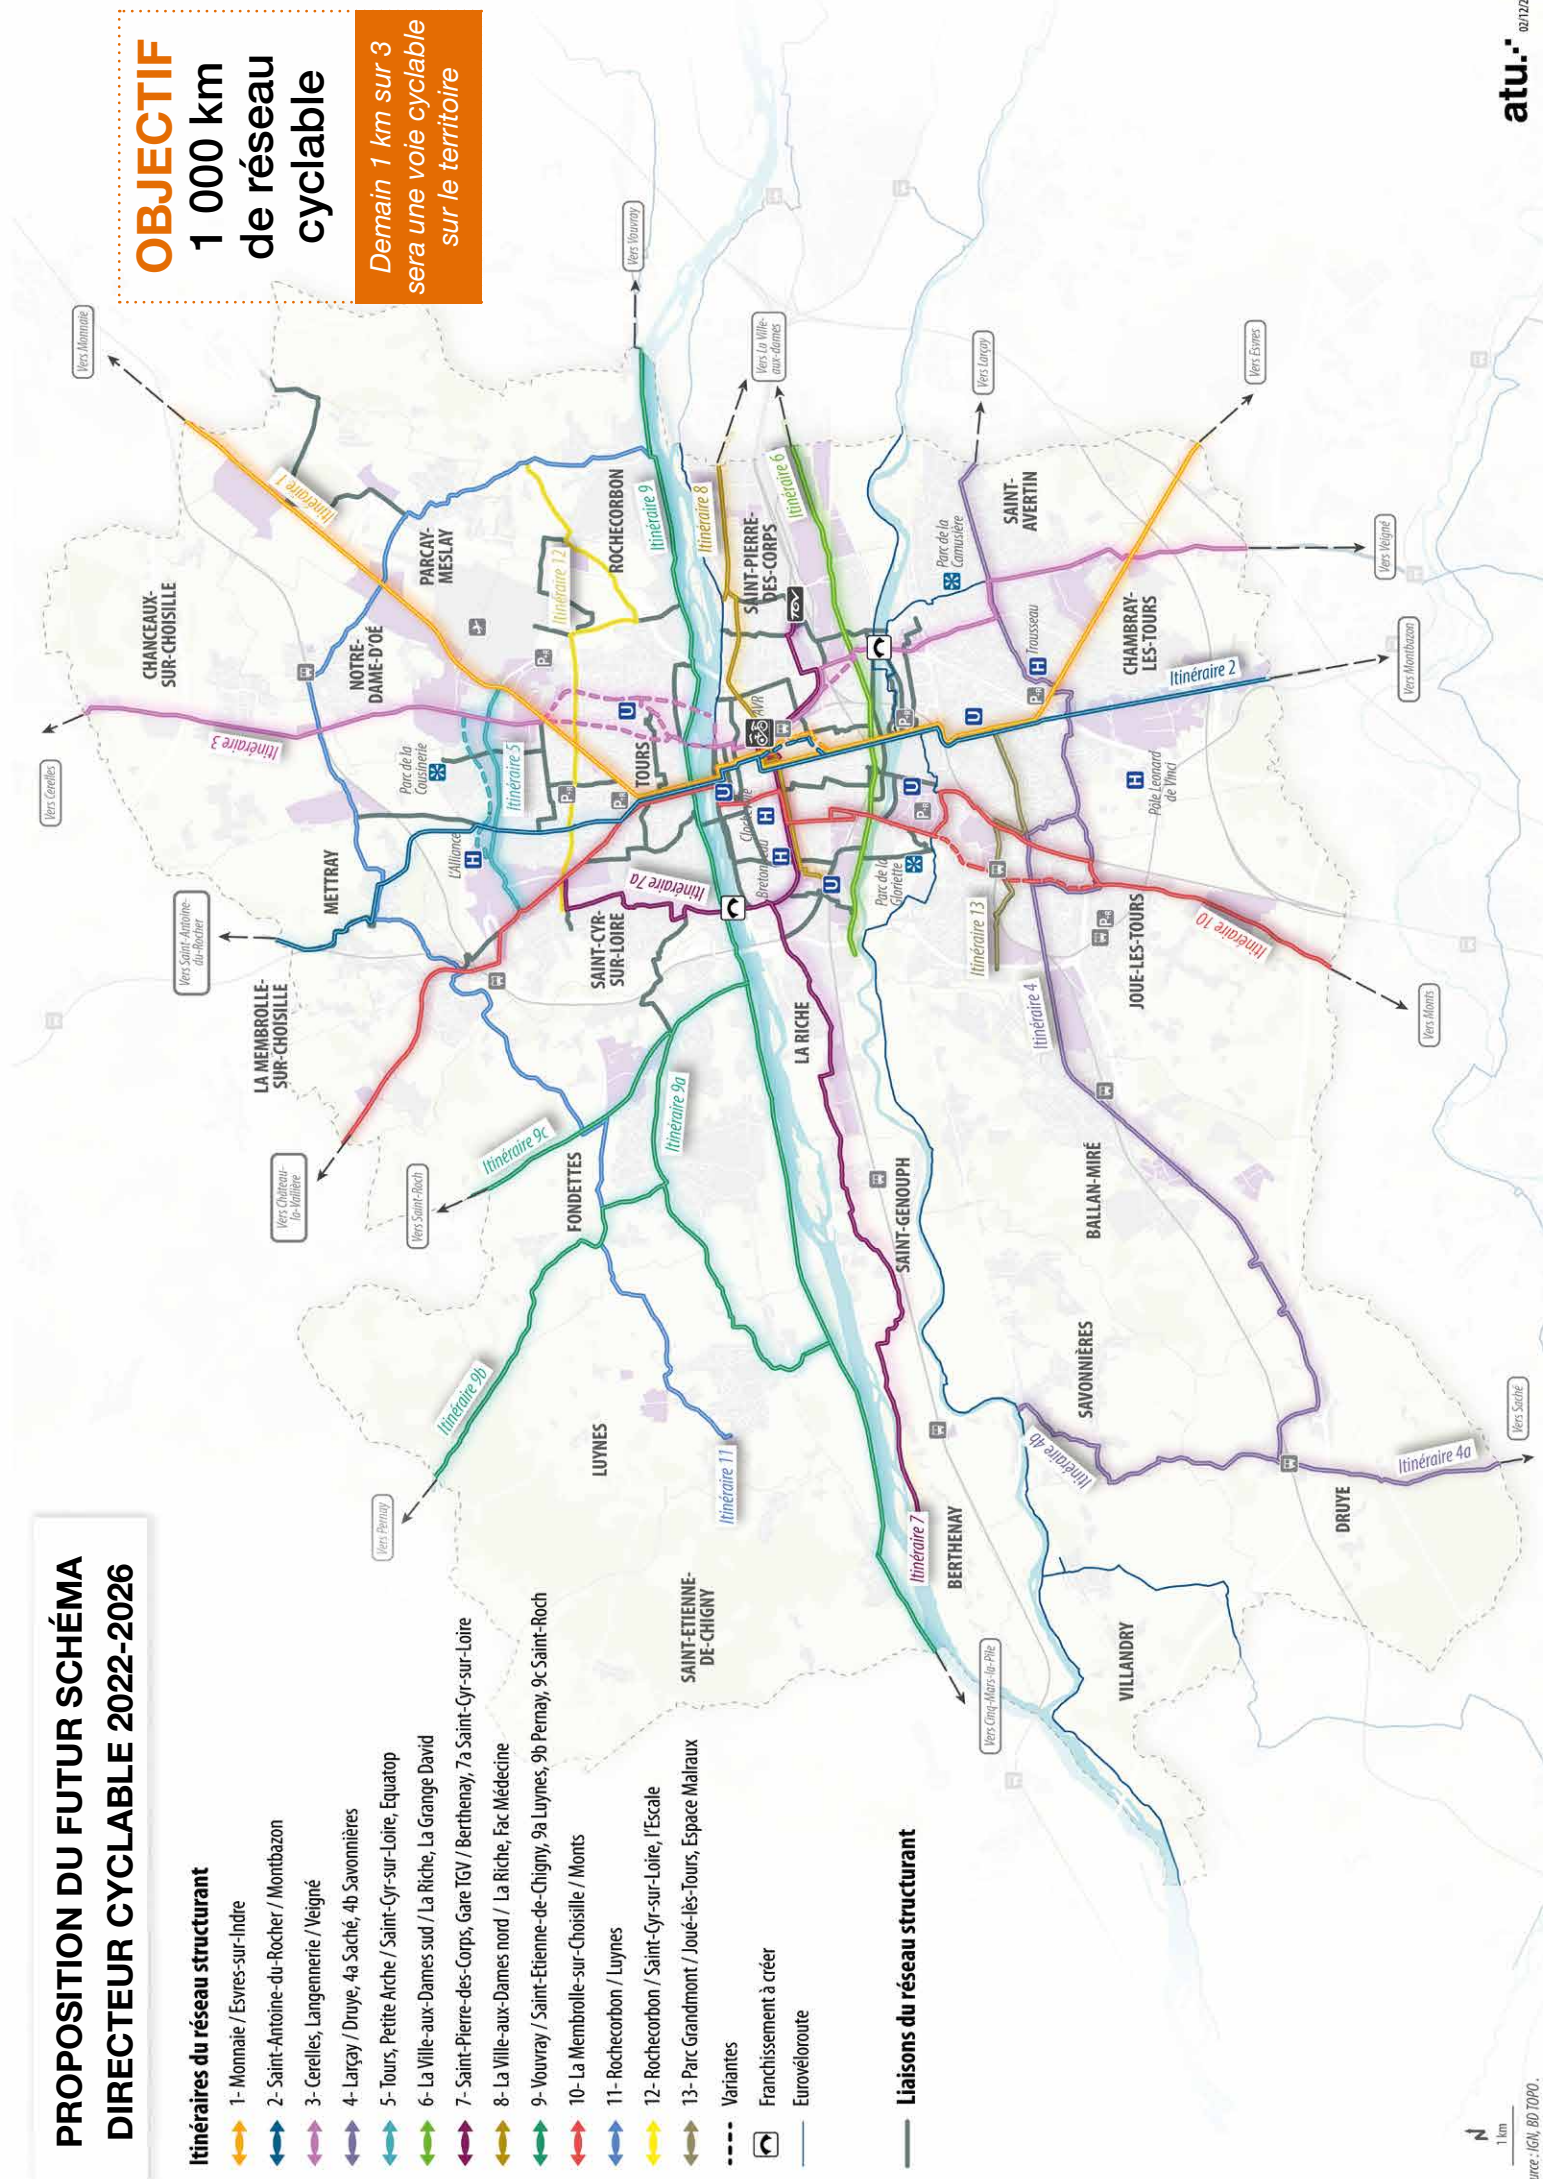 PROPOSITION DU FUTUR SCHÉMA
DIRECTEUR CYCLABLE 2022-2026
OBJECTIF
1 000 km
de réseau
cyclable
Demain 1 km sur 3
sera une voie cyclable
sur le territoire
Itinéraires du réseau structurant
1- Monnaie / Esvres-sur-Indre
2- Saint-Antoine-du-Rocher / Montbazon
3- Cerelles, Langennerie / Veigné
4- Larçay / Druye, 4a Saché, 4b Savonnières
5- Tours, Petite Arche / Saint-Cyr-sur-Loire, Equatop
6- La Ville-aux-Dames sud / La Riche, La Grange David
7- Saint-Pierre-des-Corps, Gare TGV / Berthenay, 7a Saint-Cyr-sur-Loire
8- La Ville-aux-Dames nord / La Riche, Fac Médecine
9- Vouvray / Saint-Etienne-de-Chigny, 9a Luynes, 9b Pernay, 9c Saint-Roch
10- La Membrolle-sur-Choisille / Monts
11- Rochecorbon / Luynes
12- Rochecorbon / Saint-Cyr-sur-Loire, l'Escale
13- Parc Grandmont / Joué-lès-Tours, Espace Malraux
Variantes
Franchissement à créer
Eurovéloroute
Liaisons du réseau structurant
Vers Cerelles
Vers Monnaie
Vers Saint-Antoine-
du-Rocher
Vers Château-
la-Vallière
Vers Saint-Roch
Vers Pernay
Vers Vouvray
Vers La Ville-
aux-dames
Vers Larçay
Vers Esvres
Vers Veigné
Vers Montbazon
Vers Monts
Vers Saché
Vers Cinq-Mars-la-Pile
CHANCEAUX-
SUR-CHOISILLE
NOTRE-
DAME-D'OÉ
PARCAY-
MESLAY
METTRAY
LA MEMBROLLE-
SUR-CHOISILLE
ROCHECORBON
TOURS
SAINT-CYR-
SUR-LOIRE
FONDETTES
LUYNES
SAINT-ETIENNE-
DE-CHIGNY
SAINT-PIERRE-
DES-CORPS
LA RICHE
SAINT-GENOUPH
BERTHENAY
SAINT-
AVERTIN
CHAMBRAY-
LES-TOURS
JOUE-LES-TOURS
BALLAN-MIRÉ
SAVONNIÈRES
DRUYE
VILLANDRY
Itinéraire 1
Itinéraire 2
Itinéraire 3
Itinéraire 4
Itinéraire 4a
Itinéraire 4b
Itinéraire 5
Itinéraire 6
Itinéraire 7
Itinéraire 7a
Itinéraire 8
Itinéraire 9
Itinéraire 9a
Itinéraire 9b
Itinéraire 9c
Itinéraire 10
Itinéraire 11
Itinéraire 12
Itinéraire 13
Parc de la
Cousinerie
L'Alliance
Bretonneau
Parc de la
Gloriette
Parc de la
Camusière
Trousseau
Pôle Léonard
de Vinci
TGV
H
H
H
H
H
U
U
U
U
U
P+R
P+R
P+R
P+R
P+R
P+R
P+R
N
1 km
atu